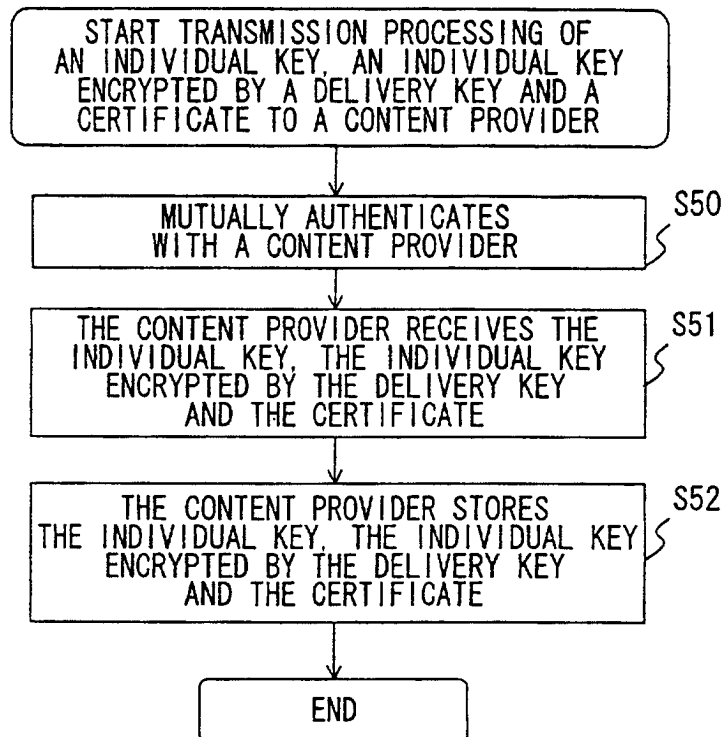 START TRANSMISSION PROCESSING OF
AN INDIVIDUAL KEY, AN INDIVIDUAL KEY
ENCRYPTED BY A DELIVERY KEY AND A
CERTIFICATE TO A CONTENT PROVIDER
MUTUALLY AUTHENTICATES
WITH A CONTENT PROVIDER
S50
THE CONTENT PROVIDER RECEIVES THE
INDIVIDUAL KEY, THE INDIVIDUAL KEY
ENCRYPTED BY THE DELIVERY KEY
AND THE CERTIFICATE
S51
THE CONTENT PROVIDER STORES
THE INDIVIDUAL KEY, THE INDIVIDUAL KEY
ENCRYPTED BY THE DELIVERY KEY
AND THE CERTIFICATE
S52
END